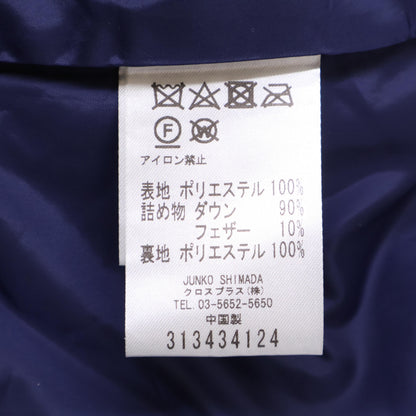 F W
アイロン禁止
表地 ポリエステル 100%
詰め物 ダウン 90%
フェザー 10%
裏地 ポリエステル 100%
JUNKO SHIMADA
クロスプラス(株)
TEL. 03-5652-5650
中国製
313434124